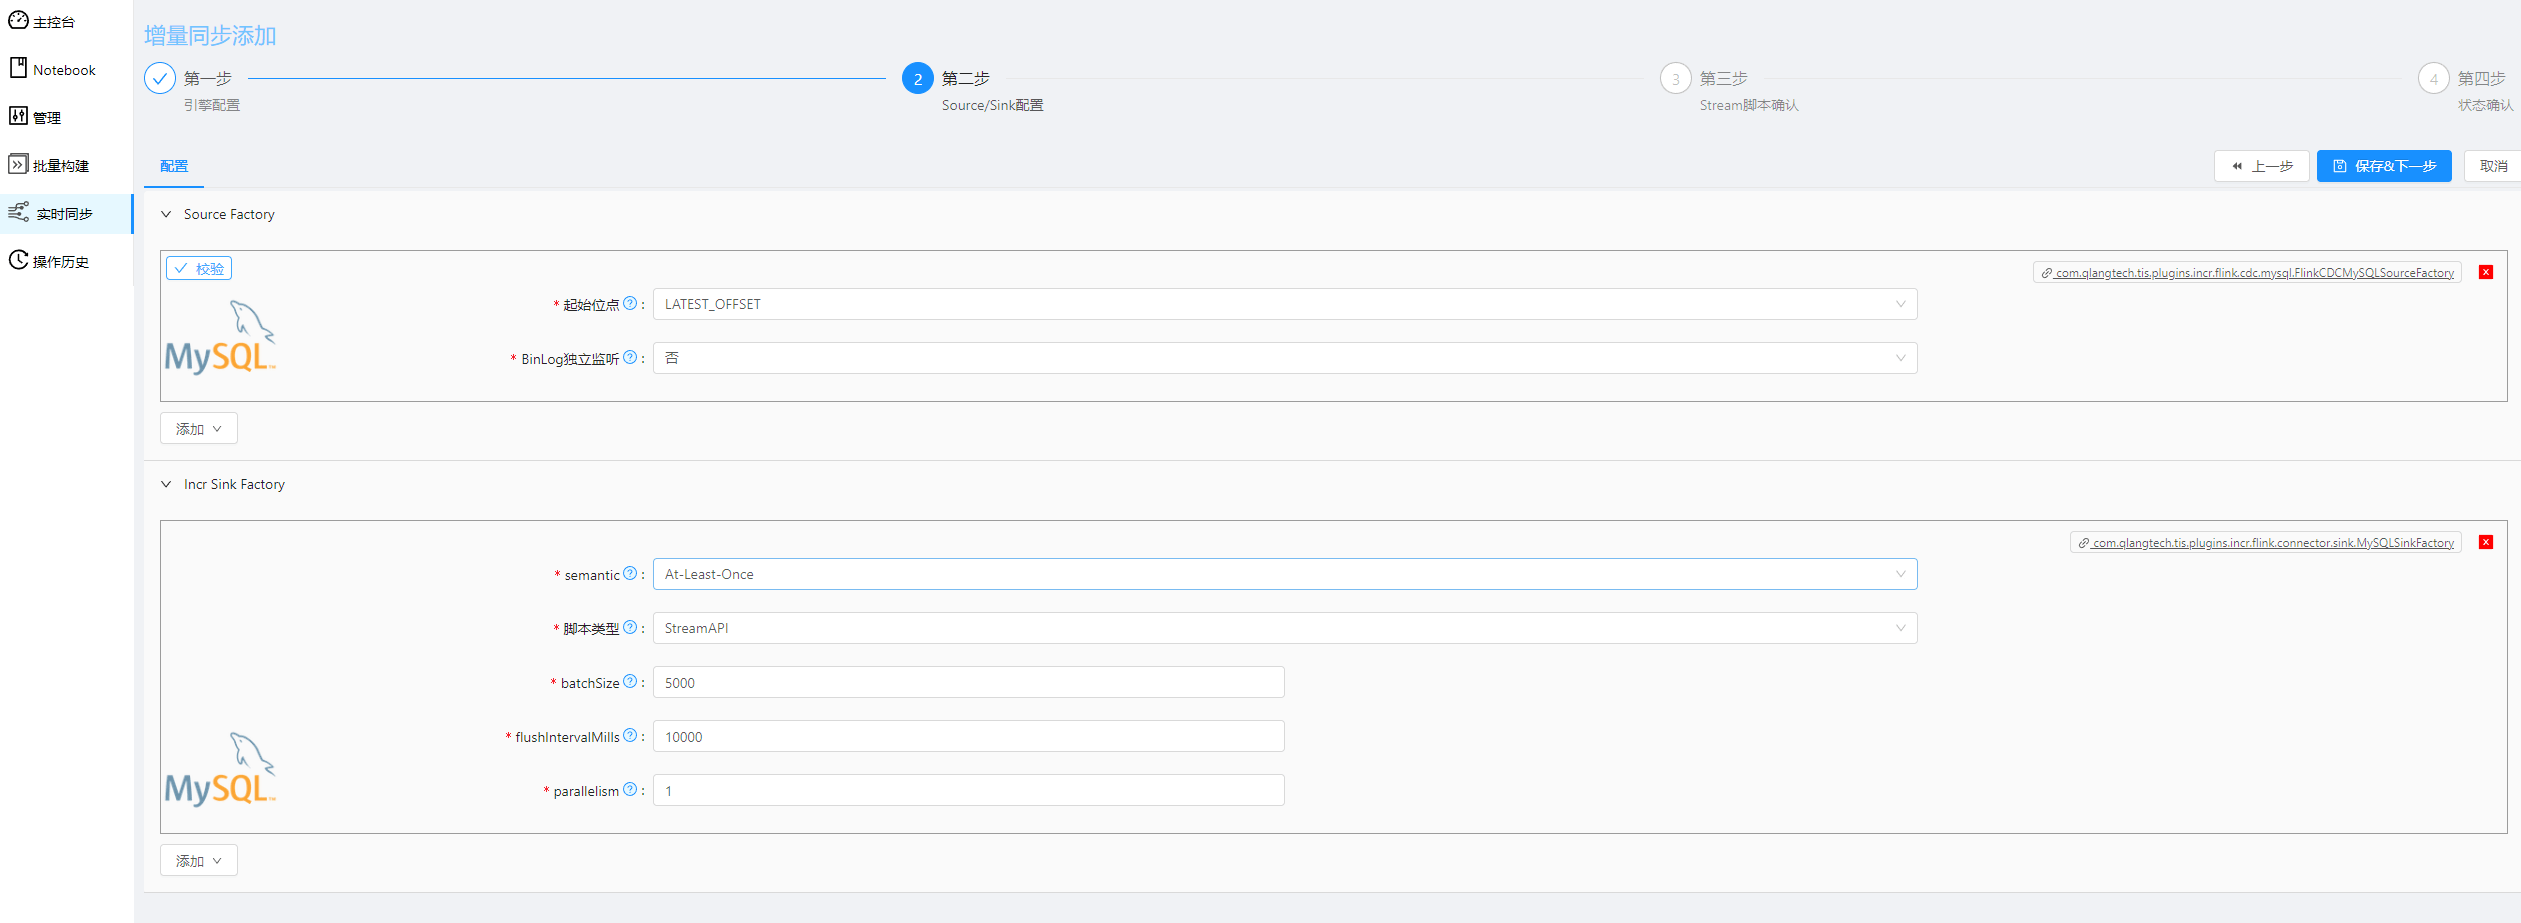 主控台
Notebook
管理
批量构建
实时同步
操作历史
增量同步添加
第一步
引擎配置
2 第二步
Source/Sink配置
3 第三步
Stream脚本确认
4 第四步
状态确认
配置
上一步
保存&下一步
取消
Source Factory
校验
com.qlangtech.tis.plugins.incr.flink.cdc.mysql.FlinkCDCMySQLSourceFactory
x
MySQL™
* 起始位点 ? : LATEST_OFFSET
* BinLog独立监听 ? : 否
添加
Incr Sink Factory
com.qlangtech.tis.plugins.incr.flink.connector.sink.MySQLSinkFactory
x
* semantic ? : At-Least-Once
* 脚本类型 ? : StreamAPI
* batchSize ? : 5000
* flushIntervalMills ? : 10000
MySQL™
* parallelism ? : 1
添加